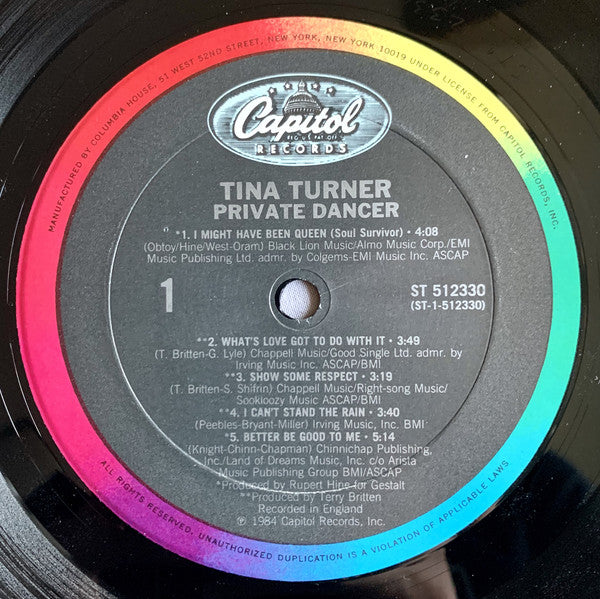 MANUFACTURED BY COLUMBIA HOUSE, 51 WEST 52ND STREET, NEW YORK, NEW YORK 10019 UNDER LICENSE FROM CAPITOL RECORDS, INC.
Capitol
REG. U.S. PAT. OFF.
RECORDS
TINA TURNER
PRIVATE DANCER
*1. I MIGHT HAVE BEEN QUEEN (Soul Survivor) • 4:08
(Obtoy/Hine/West-Oram) Black Lion Music/Almo Music Corp./EMI
Music Publishing Ltd. admr. by Colgems-EMI Music Inc. ASCAP
1
ST 512330
(ST-1-512330)
**2. WHAT'S LOVE GOT TO DO WITH IT • 3:49
(T. Britten-G. Lyle) Chappell Music/Good Single Ltd. admr. by
Irving Music Inc. ASCAP/BMI
**3. SHOW SOME RESPECT • 3:19
(T. Britten-S. Shifrin) Chappell Music/Right-song Music/
Sookloozy Music ASCAP/BMI
**4. I CAN'T STAND THE RAIN • 3:40
(Peebles-Bryant-Miller) Irving Music, Inc. BMI
*5. BETTER BE GOOD TO ME • 5:14
(Knight-Chinn-Chapman) Chinnichap Publishing,
Inc./Land of Dreams Music, Inc. c/o Arista
Music Publishing Group BMI/ASCAP
*Produced by Rupert Hine for Gestalt
**Produced by Terry Britten
Recorded in England
℗ 1984 Capitol Records, Inc.
ALL RIGHTS RESERVED. UNAUTHORIZED DUPLICATION IS A VIOLATION OF APPLICABLE LAWS